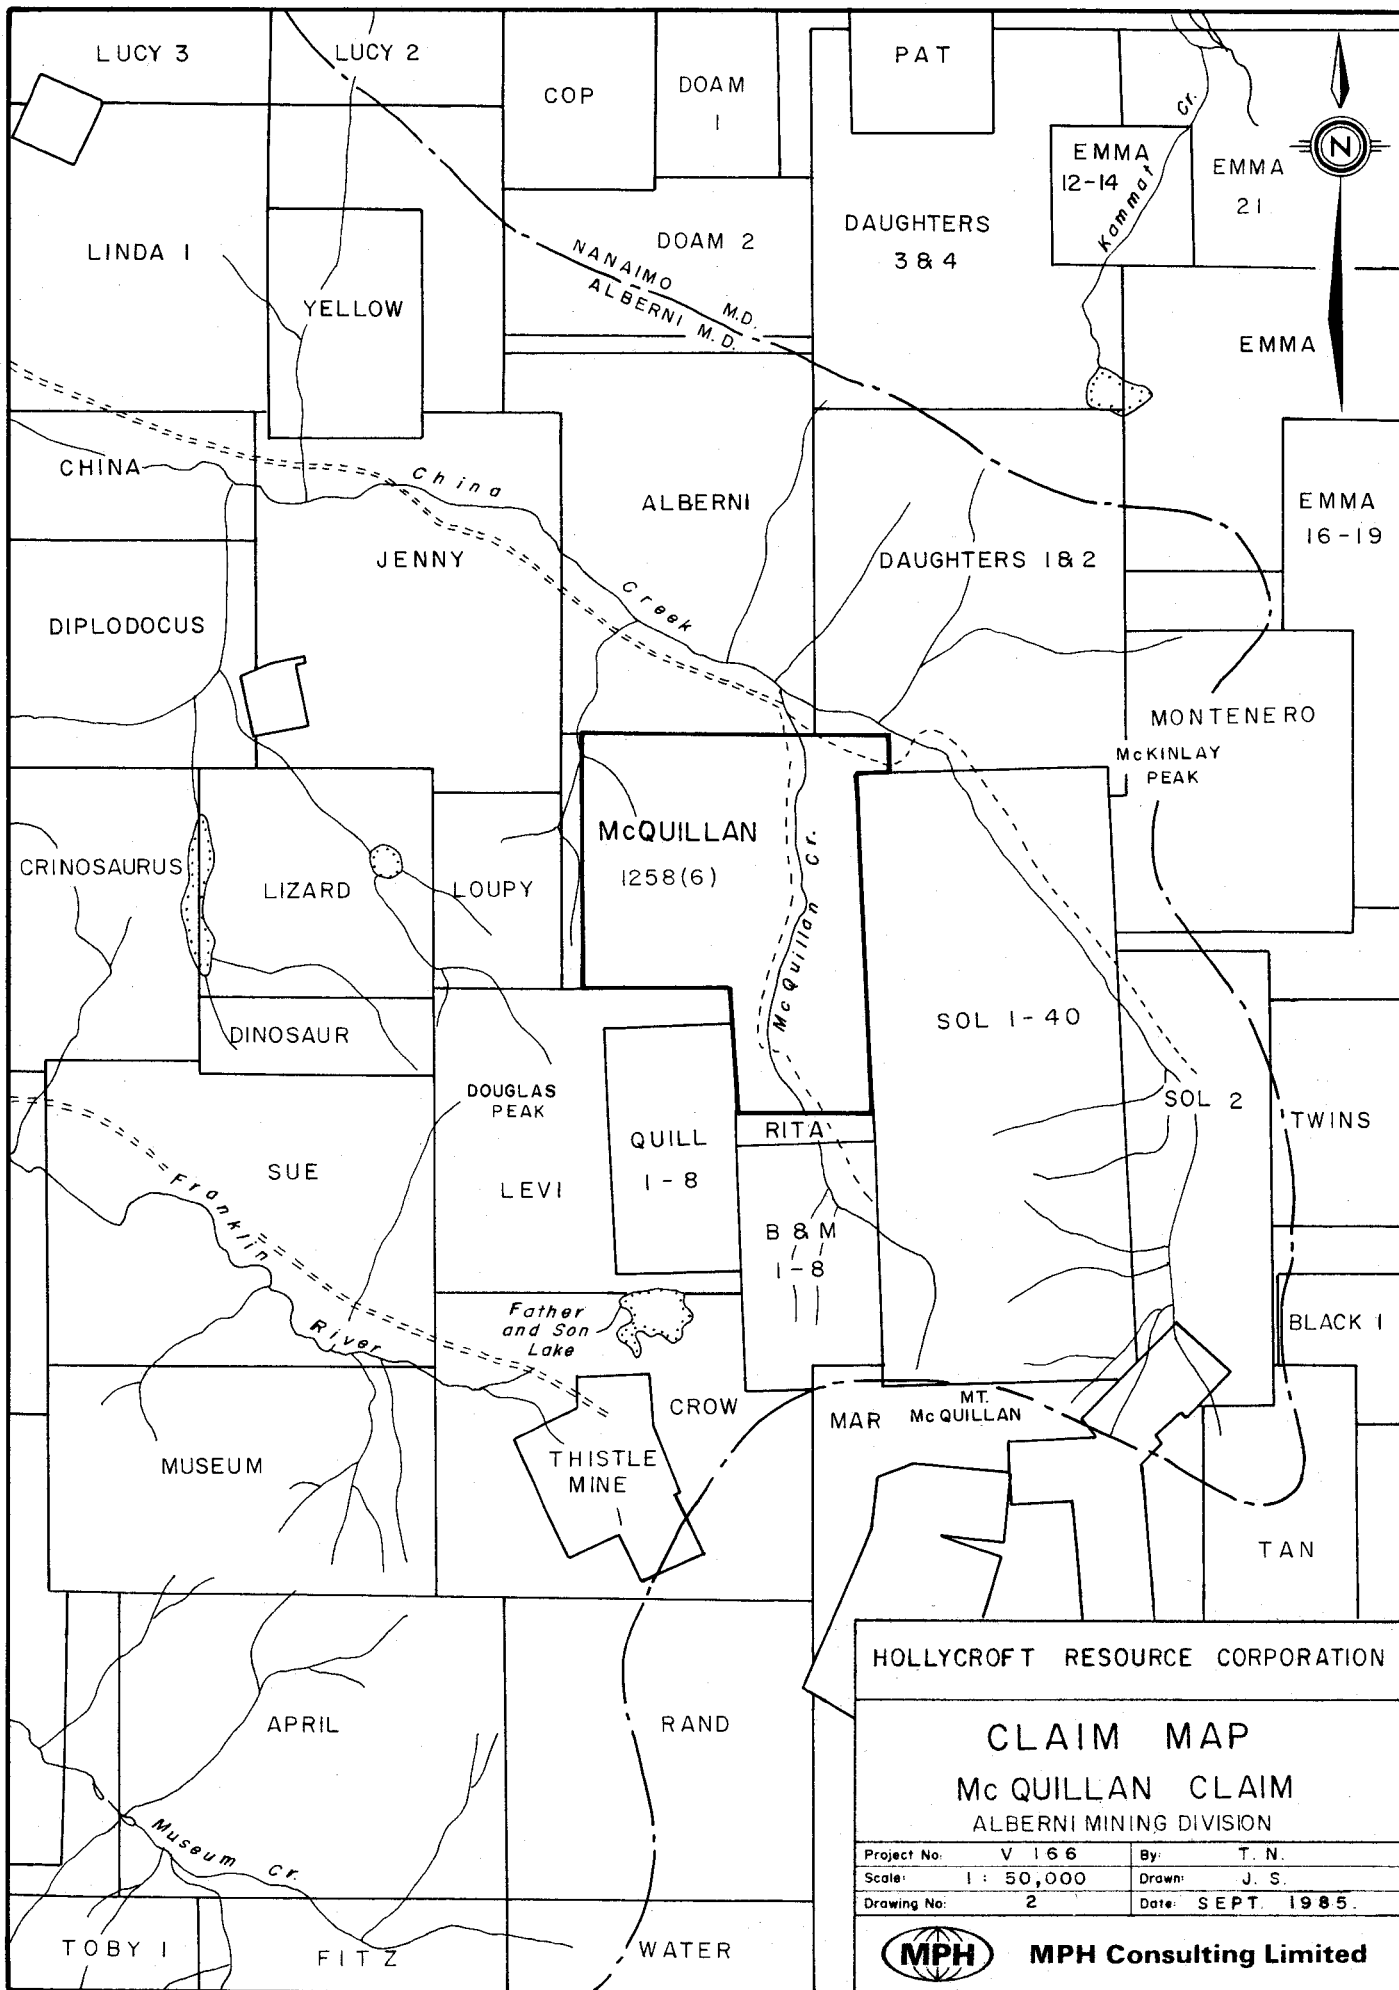 LUCY 3
LUCY 2
COP
DOAM
1
PAT
Kammat Cr.
EMMA
12-14
EMMA
21
N
LINDA 1
YELLOW
DOAM 2
DAUGHTERS
3 & 4
NANAIMO M.D.
ALBERNI M.D.
EMMA
CHINA
China Creek
JENNY
ALBERNI
DAUGHTERS 1 & 2
EMMA
16-19
DIPLODOCUS
MONTENERO
McKINLAY
PEAK
CRINOSAURUS
LIZARD
LOUPY
McQUILLAN
1258(6)
McQuillan Cr.
SOL 1-40
DINOSAUR
DOUGLAS
PEAK
SOL 2
TWINS
RITA
QUILL
1-8
SUE
LEVI
Franklin River
B & M
1-8
Father
and Son
Lake
BLACK 1
CROW
MAR
MT.
McQUILLAN
MUSEUM
THISTLE
MINE
TAN
APRIL
RAND
Museum Cr.
TOBY 1
FITZ
WATER
HOLLYCROFT RESOURCE CORPORATION
CLAIM MAP
Mc QUILLAN CLAIM
ALBERNI MINING DIVISION
Project No: V 166 By: T. N.
Scale: 1 : 50,000 Drawn: J. S.
Drawing No: 2 Date: SEPT. 1985.
MPH MPH Consulting Limited